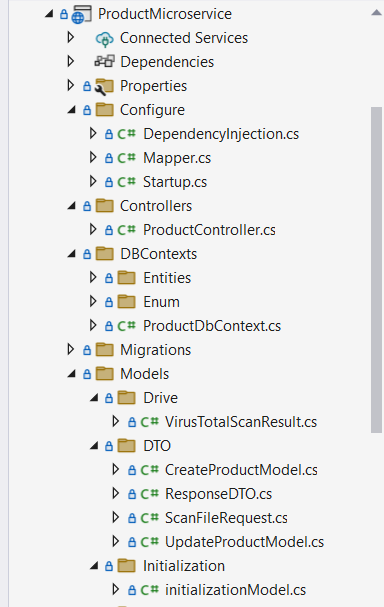 ProductMicroservice
Connected Services
Dependencies
Properties
Configure
C# DependencyInjection.cs
C# Mapper.cs
C# Startup.cs
Controllers
C# ProductController.cs
DBContexts
Entities
Enum
C# ProductDbContext.cs
Migrations
Models
Drive
C# VirusTotalScanResult.cs
DTO
C# CreateProductModel.cs
C# ResponseDTO.cs
C# ScanFileRequest.cs
C# UpdateProductModel.cs
Initialization
C# initializationModel.cs